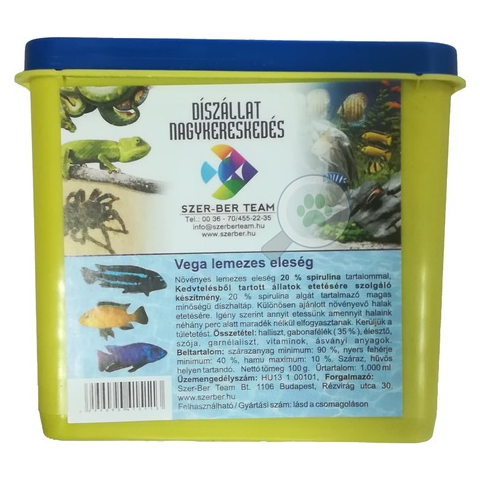 DÍSZÁLLAT
NAGYKERESKEDÉS
SZER-BER TEAM
Tel.: 00 36 - 70/455-22-35
info@szerberteam.hu
www.szerber.hu
Vega lemezes eleség
Növényes lemezes eleség 20 % spirulina tartalommal,
Kedvtelésből tartott állatok etetésére szolgáló
készítmény. 20 % spirulina algát tartalmazó magas
minőségű díszhaltáp. Különösen ajánlott növényevő halak
etetésére. Igény szerint annyit etessünk amennyit halaink
néhány perc alatt maradék nélkül elfogyasztanak. Kerüljük a
túletetést. Összetétel: halliszt, gabonafélék ( 35 % ), élesztő,
szója, garnélaliszt, vitaminok, ásványi anyagok.
Beltartalom: szárazanyag minimum: 90 %, nyers fehérje
minimum: 40 %, hamu maximum: 10 %. Száraz, hűvös
helyen tartandó. Nettó tömeg 100 g. Űrtartalom: 1.000 ml
Üzemengedélyszám: HU13 1 00101, Forgalmazó:
Szer-Ber Team Bt. 1106 Budapest, Rézvirág utca 30.
www.szerber.hu
Felhasználható / Gyártási szám: lásd a csomagoláson